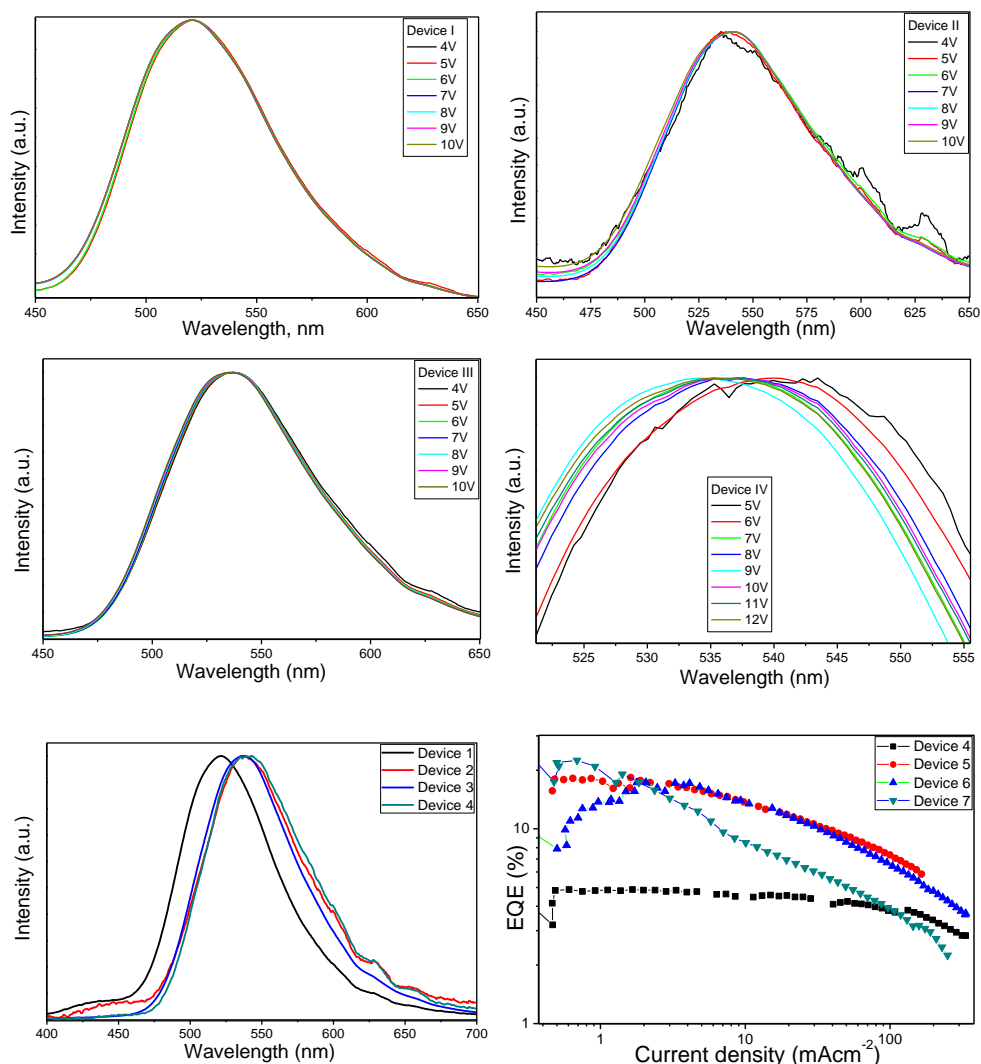 Device I
4V
5V
6V
7V
8V
9V
10V
Intensity (a.u.)
450 500 550 600 650
Wavelength, nm
Device II
4V
5V
6V
7V
8V
9V
10V
Intensity (a.u.)
450 475 500 525 550 575 600 625 650
Wavelength (nm)
Device III
4V
5V
6V
7V
8V
9V
10V
Intensity (a.u.)
450 500 550 600 650
Wavelength (nm)
Device IV
5V
6V
7V
8V
9V
10V
11V
12V
Intensity (a.u.)
525 530 535 540 545 550 555
Wavelength (nm)
Device 1
Device 2
Device 3
Device 4
Intensity (a.u.)
400 450 500 550 600 650 700
Wavelength (nm)
Device 4
Device 5
Device 6
Device 7
EQE (%)
10
1
1 10 100
Current density (mAcm-2)